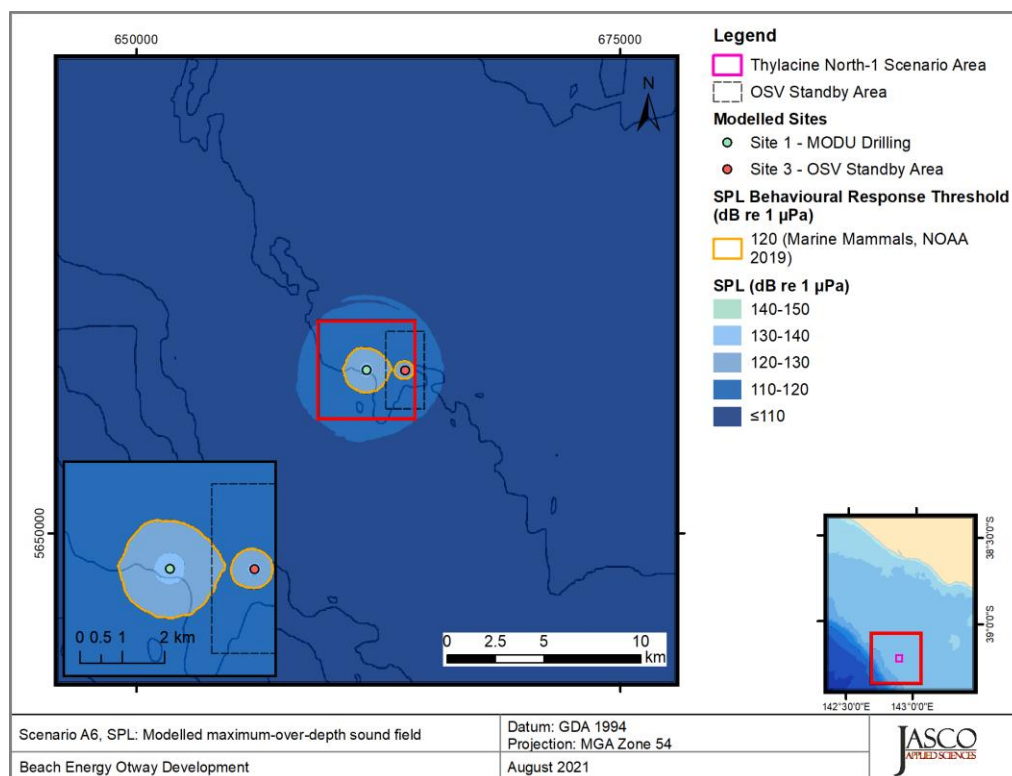 650000
675000
5650000
N
0 0.5 1 2 km
0 2.5 5 10
km
Legend
Thylacine North-1 Scenario Area
OSV Standby Area
Modelled Sites
Site 1 - MODU Drilling
Site 3 - OSV Standby Area
SPL Behavioural Response Threshold
(dB re 1 µPa)
120 (Marine Mammals, NOAA
2019)
SPL (dB re 1 µPa)
140-150
130-140
120-130
110-120
≤110
38°30'0"S
39°0'0"S
142°30'0"E
143°0'0"E
Scenario A6, SPL: Modelled maximum-over-depth sound field
Datum: GDA 1994
Projection: MGA Zone 54
Beach Energy Otway Development
August 2021
JASCO
APPLIED SCIENCES